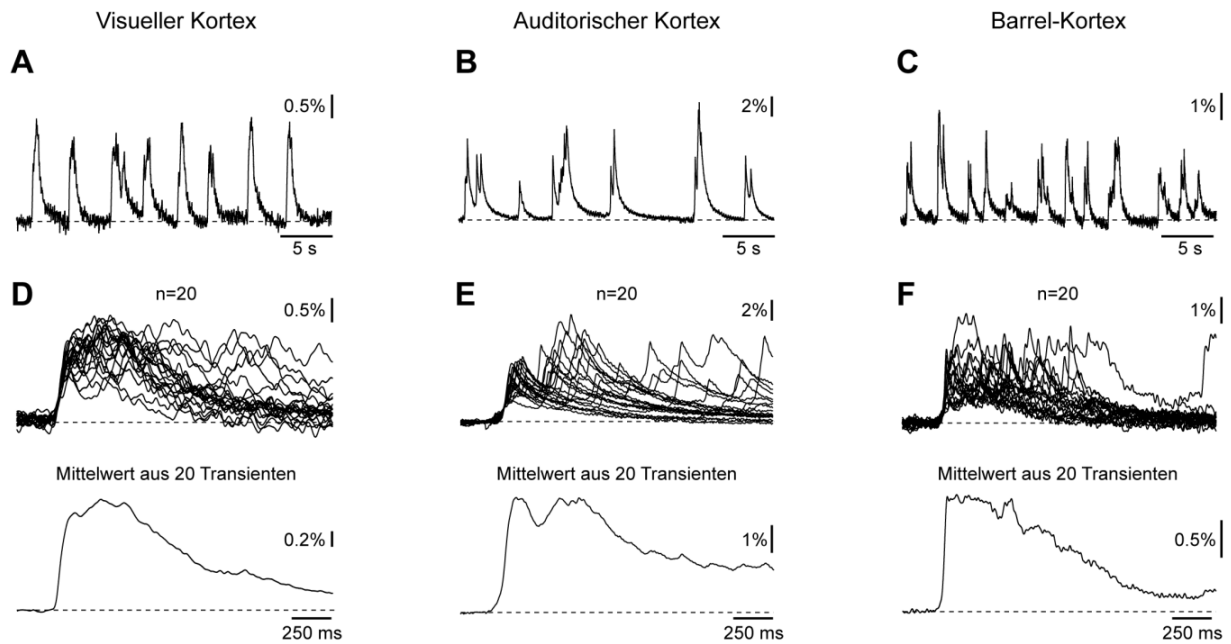 Visueller Kortex
Auditorischer Kortex
Barrel-Kortex
A
B
C
0.5%
2%
1%
5 s
5 s
5 s
D
E
F
n=20
n=20
n=20
0.5%
2%
1%
Mittelwert aus 20 Transienten
Mittelwert aus 20 Transienten
Mittelwert aus 20 Transienten
0.2%
1%
0.5%
250 ms
250 ms
250 ms